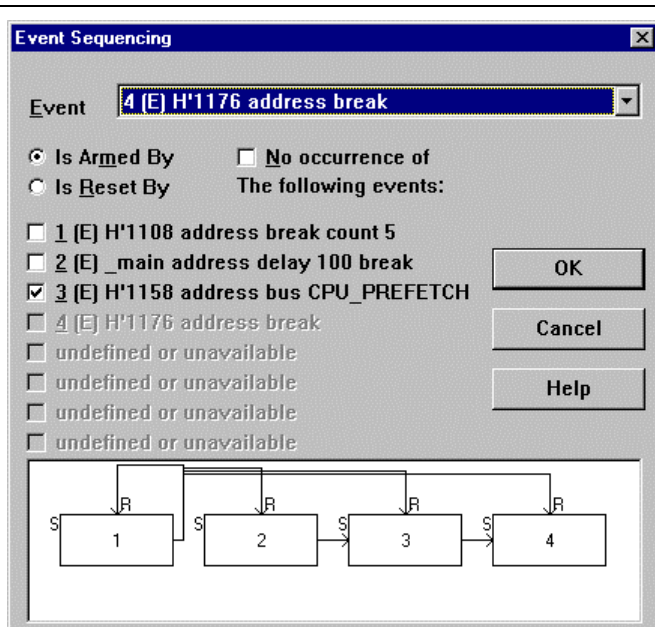 Event Sequencing
Event 4 (E) H'1176 address break
Is Armed By No occurrence of
Is Reset By The following events:
1 (E) H'1108 address break count 5
2 (E) _main address delay 100 break
3 (E) H'1158 address bus CPU_PREFETCH
4 (E) H'1176 address break
undefined or unavailable
undefined or unavailable
undefined or unavailable
undefined or unavailable
OK
Cancel
Help
R R R R
S S S S
1 2 3 4